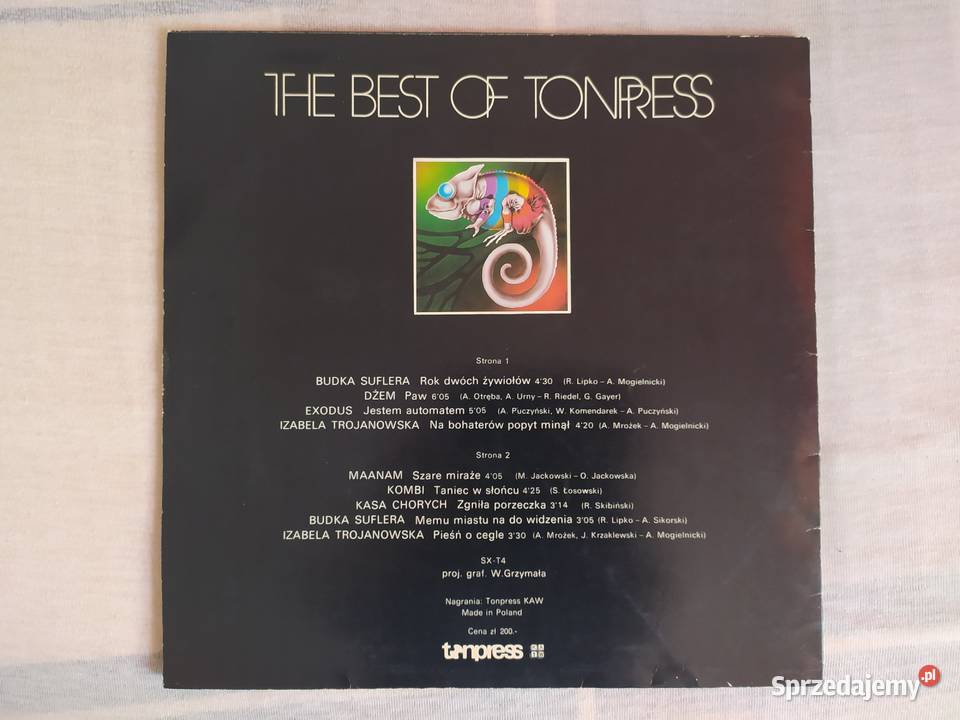 THE BEST OF TONPRESS
Strona 1
BUDKA SUFLERA Rok dwóch żywiołów 4'30 (R. Lipko – A. Mogielnicki)
DŻEM Paw 6'05 (A. Otręba, A. Urny – R. Riedel, G. Gayer)
EXODUS Jestem automatem 5'05 (A. Puczyński, W. Komendarek – A. Puczyński)
IZABELA TROJANOWSKA Na bohaterów popyt minął 4'20 (A. Mrożek – A. Mogielnicki)
Strona 2
MAANAM Szare miraże 4'05 (M. Jackowski – O. Jackowska)
KOMBI Taniec w słońcu 4'25 (S. Łosowski)
KASA CHORYCH Zgniła porzeczka 3'14 (R. Skibiński)
BUDKA SUFLERA Memu miastu na do widzenia 3'05 (R. Lipko – A. Sikorski)
IZABELA TROJANOWSKA Pieśń o cegle 3'30 (A. Mrożek, J. Krzaklewski – A. Mogielnicki)
SX-T4
proj. graf. W.Grzymała
Nagrania: Tonpress KAW
Made in Poland
Cena zł 200.-
tonpress
Sprzedajemy.pl